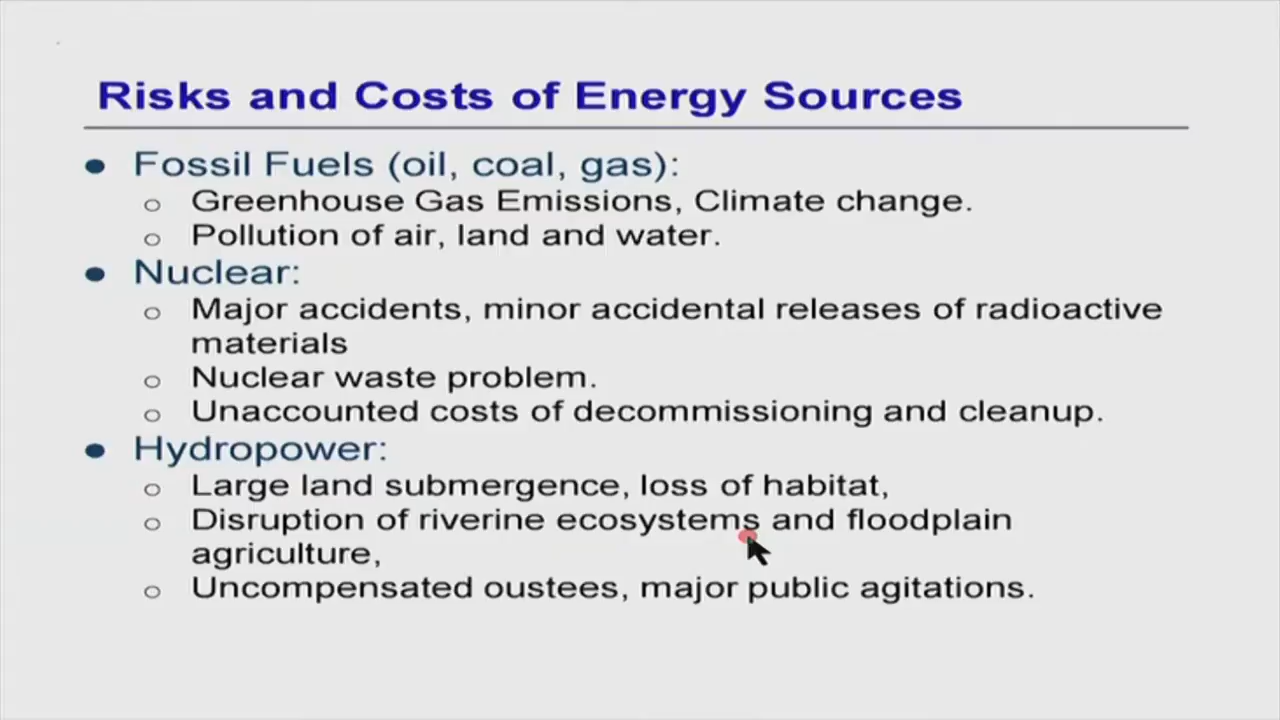 Risks and Costs of Energy Sources
● Fossil Fuels (oil, coal, gas):
○ Greenhouse Gas Emissions, Climate change.
○ Pollution of air, land and water.
● Nuclear:
○ Major accidents, minor accidental releases of radioactive
materials
○ Nuclear waste problem.
○ Unaccounted costs of decommissioning and cleanup.
● Hydropower:
○ Large land submergence, loss of habitat,
○ Disruption of riverine ecosystems and floodplain
agriculture,
○ Uncompensated oustees, major public agitations.